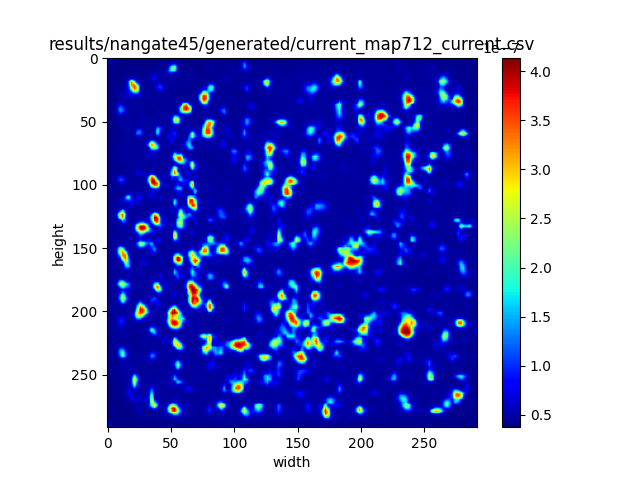 results/nangate45/generated/current_map712_current.csv
1e−7
0
50
100
150
200
250
height
0 50 100 150 200 250
width
4.0
3.5
3.0
2.5
2.0
1.5
1.0
0.5